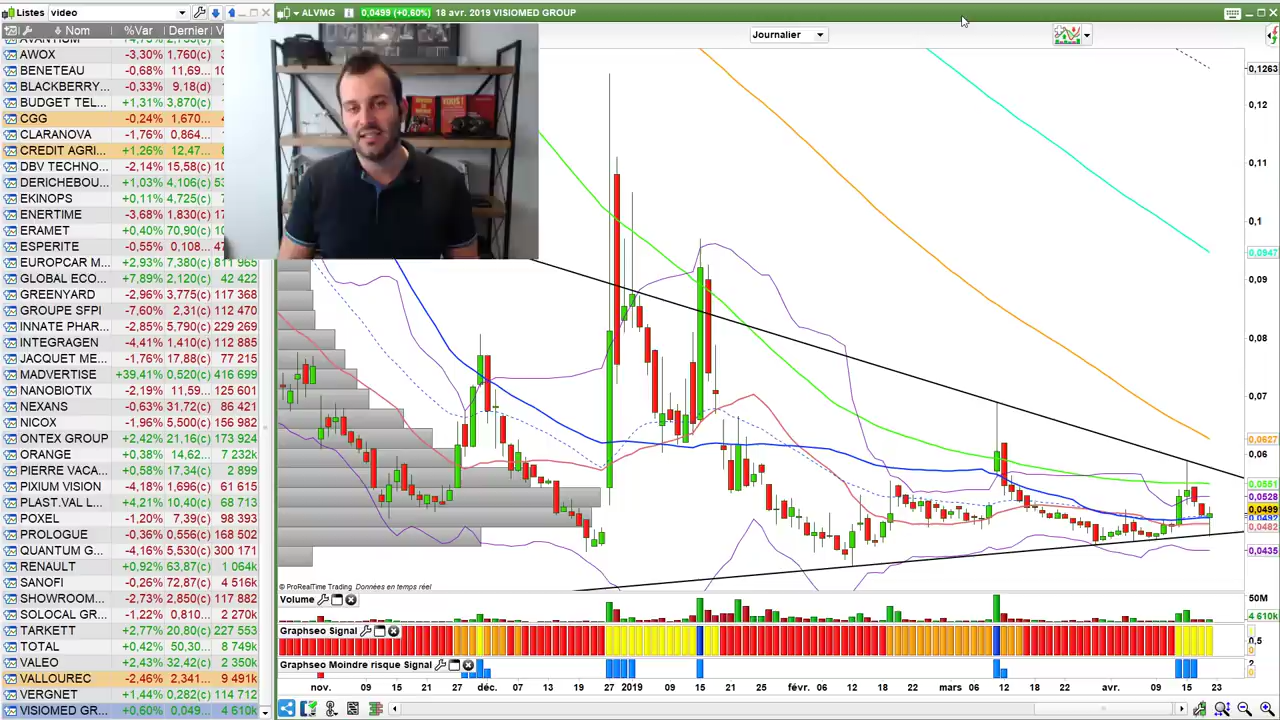 Listes video
ALVMG 0,0499 (+0,60%) 18 avr. 2019 VISIOMED GROUP
Nom %Var Dernier
Journalier
AWOX -3,30% 1,760(c)
BENETEAU -0,68% 11,69...
BLACKBERRY... -0,33% 9,18(d)
BUDGET TEL... +1,31% 3,870(c)
CGG -0,24% 1,670...
CLARANOVA -1,76% 0,864...
CREDIT AGRI... +1,26% 12,47...
DBV TECHNO... -2,14% 15,58(c)
DERICHEBOU... +1,03% 4,106(c)
EKINOPS +0,11% 4,725(c)
ENERTIME -3,68% 1,830(c)
ERAMET +0,40% 70,90(c)
ESPERITE -0,55% 0,108...
EUROPCAR M... +2,93% 7,380(c) 811 965
GLOBAL ECO... +7,89% 2,120(c) 42 422
GREENYARD -2,96% 3,775(c) 117 368
GROUPE SFPI -7,60% 2,31(c) 112 470
INNATE PHAR... -2,85% 5,790(c) 229 269
INTEGRAGEN -4,41% 1,410(c) 112 885
JACQUET ME... -1,76% 17,88(c) 77 215
MADVERTISE +39,41% 0,520(c) 416 699
NANOBIOTIX -2,19% 11,59... 125 601
NEXANS -0,63% 31,72(c) 86 421
NICOX -1,96% 5,500(c) 156 982
ONTEX GROUP +2,42% 21,16(c) 173 924
ORANGE +0,38% 14,62... 7 232k
PIERRE VACA... +0,58% 17,34(c) 2 899
PIXIUM VISION -4,18% 1,696(c) 61 615
PLAST.VAL L... +4,21% 10,40(c) 68 713
POXEL -1,20% 7,39(c) 98 393
PROLOGUE -0,36% 0,556(c) 168 502
QUANTUM G... -4,16% 5,530(c) 300 171
RENAULT +0,92% 63,87(c) 1 064k
SANOFI -0,26% 72,87(c) 4 516k
SHOWROOM... -2,73% 2,850(c) 117 882
SOLOCAL GR... -1,22% 0,810... 2 270k
TARKETT +2,77% 20,80(c) 227 553
TOTAL +0,42% 50,30... 8 749k
VALEO +2,43% 32,42(c) 2 350k
VALLOUREC -2,46% 2,341... 9 491k
VERGNET +1,44% 0,282(c) 114 712
VISIOMED GR... +0,60% 0,049... 4 610k
0,1263
0,12
0,11
0,1
0,0947
0,09
0,08
0,07
0,0627
0,06
0,0551
0,0528
0,0499
0,0482
0,0435
© ProRealTime Trading Données en temps réel
Volume
50M
4 610k
Graphseo Signal
0,5
Graphseo Moindre risque Signal
2
nov. 09 15 21 27 déc. 07 13 19 27 2019 09 15 21 25 févr. 06 12 18 22 mars 06 12 18 22 avr. 09 15 23